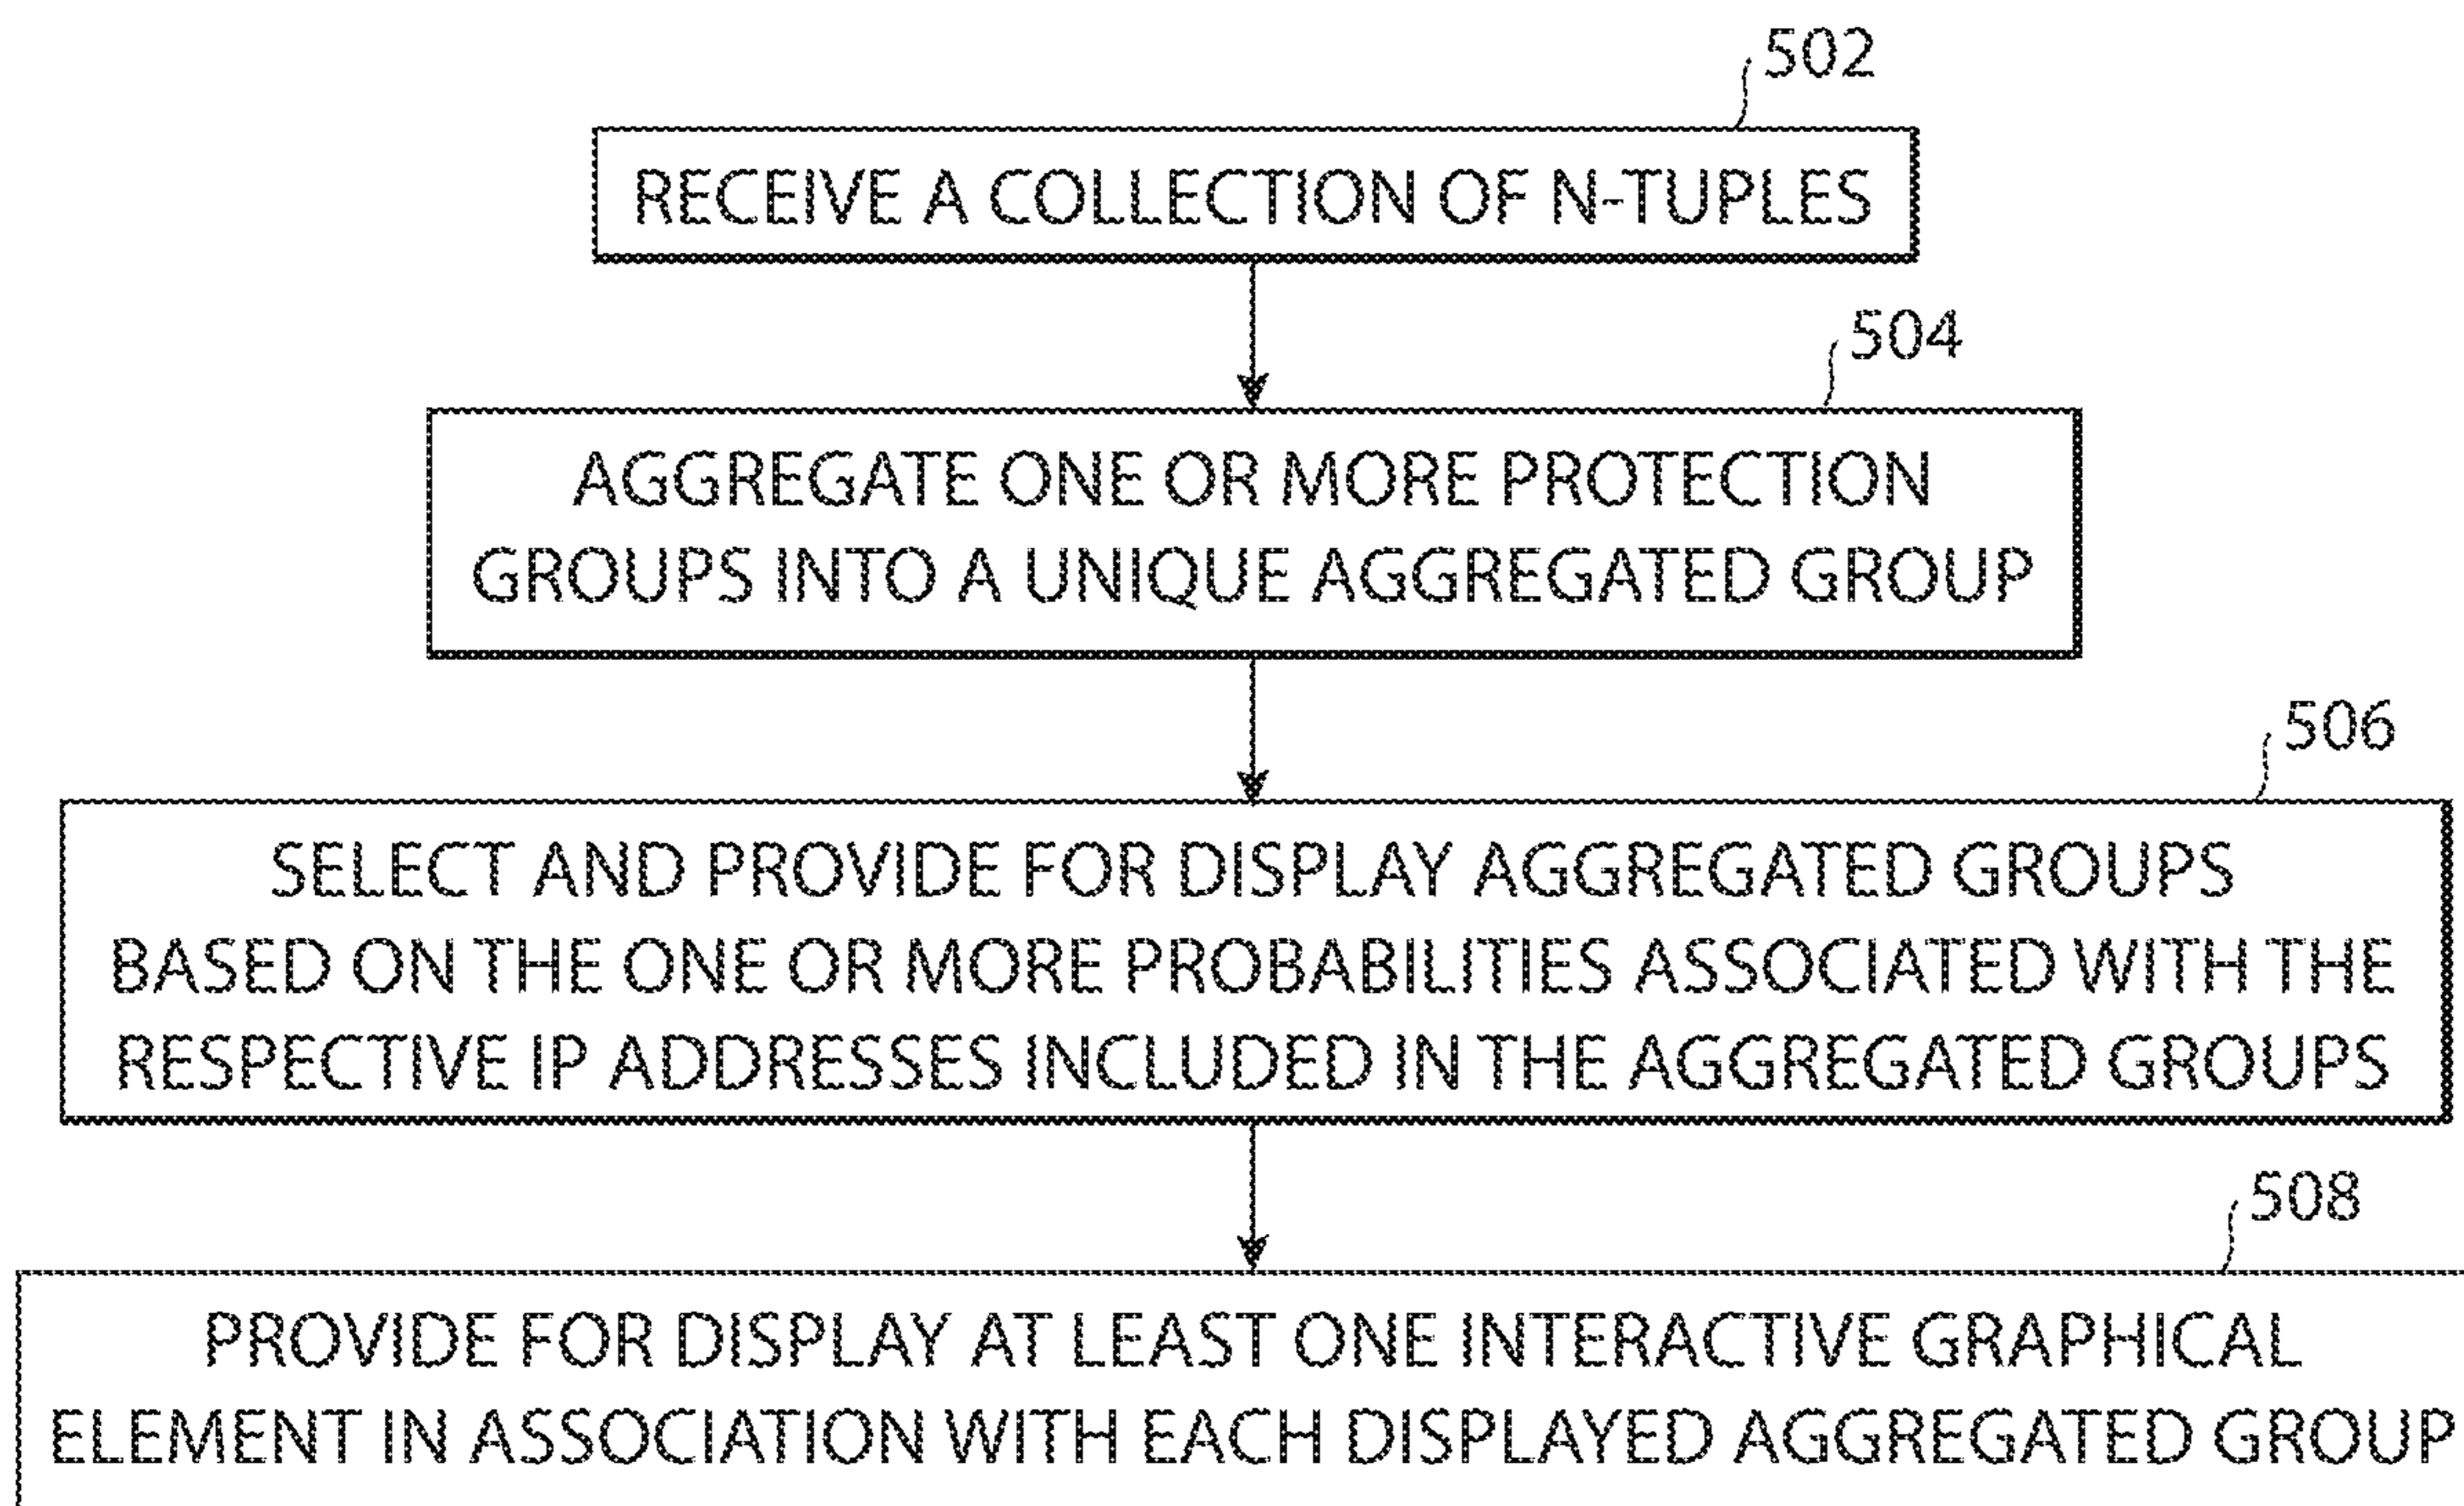 502
RECEIVE A COLLECTION OF N-TUPLES
504
AGGREGATE ONE OR MORE PROTECTION
GROUPS INTO A UNIQUE AGGREGATED GROUP
506
SELECT AND PROVIDE FOR DISPLAY AGGREGATED GROUPS
BASED ON THE ONE OR MORE PROBABILITIES ASSOCIATED WITH THE
RESPECTIVE IP ADDRESSES INCLUDED IN THE AGGREGATED GROUPS
508
PROVIDE FOR DISPLAY AT LEAST ONE INTERACTIVE GRAPHICAL
ELEMENT IN ASSOCIATION WITH EACH DISPLAYED AGGREGATED GROUP